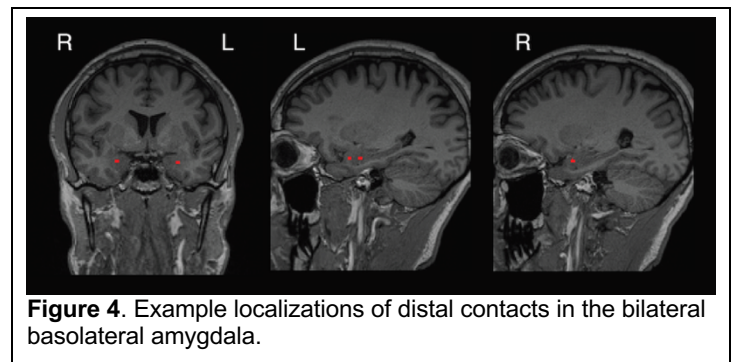 R L L R
Figure 4. Example localizations of distal contacts in the bilateral
basolateral amygdala.